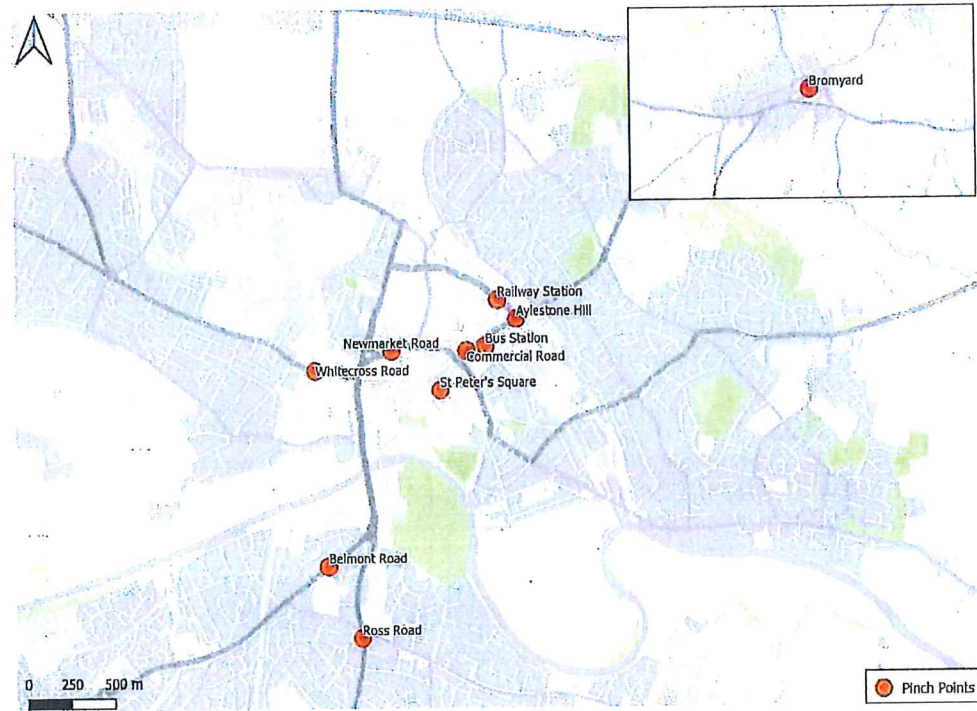 Bromyard
Railway Station
Aylestone Hill
Bus Station
Newmarket Road
Commercial Road
Whitecross Road
St Peter's Square
Belmont Road
Ross Road
0 250 500 m
Pinch Points